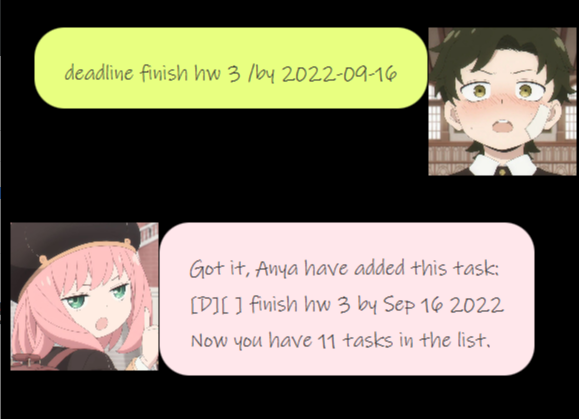 deadline finish hw 3 /by 2022-09-16
Got it, Anya have added this task:
[D][ ] finish hw 3 by Sep 16 2022
Now you have 11 tasks in the list.